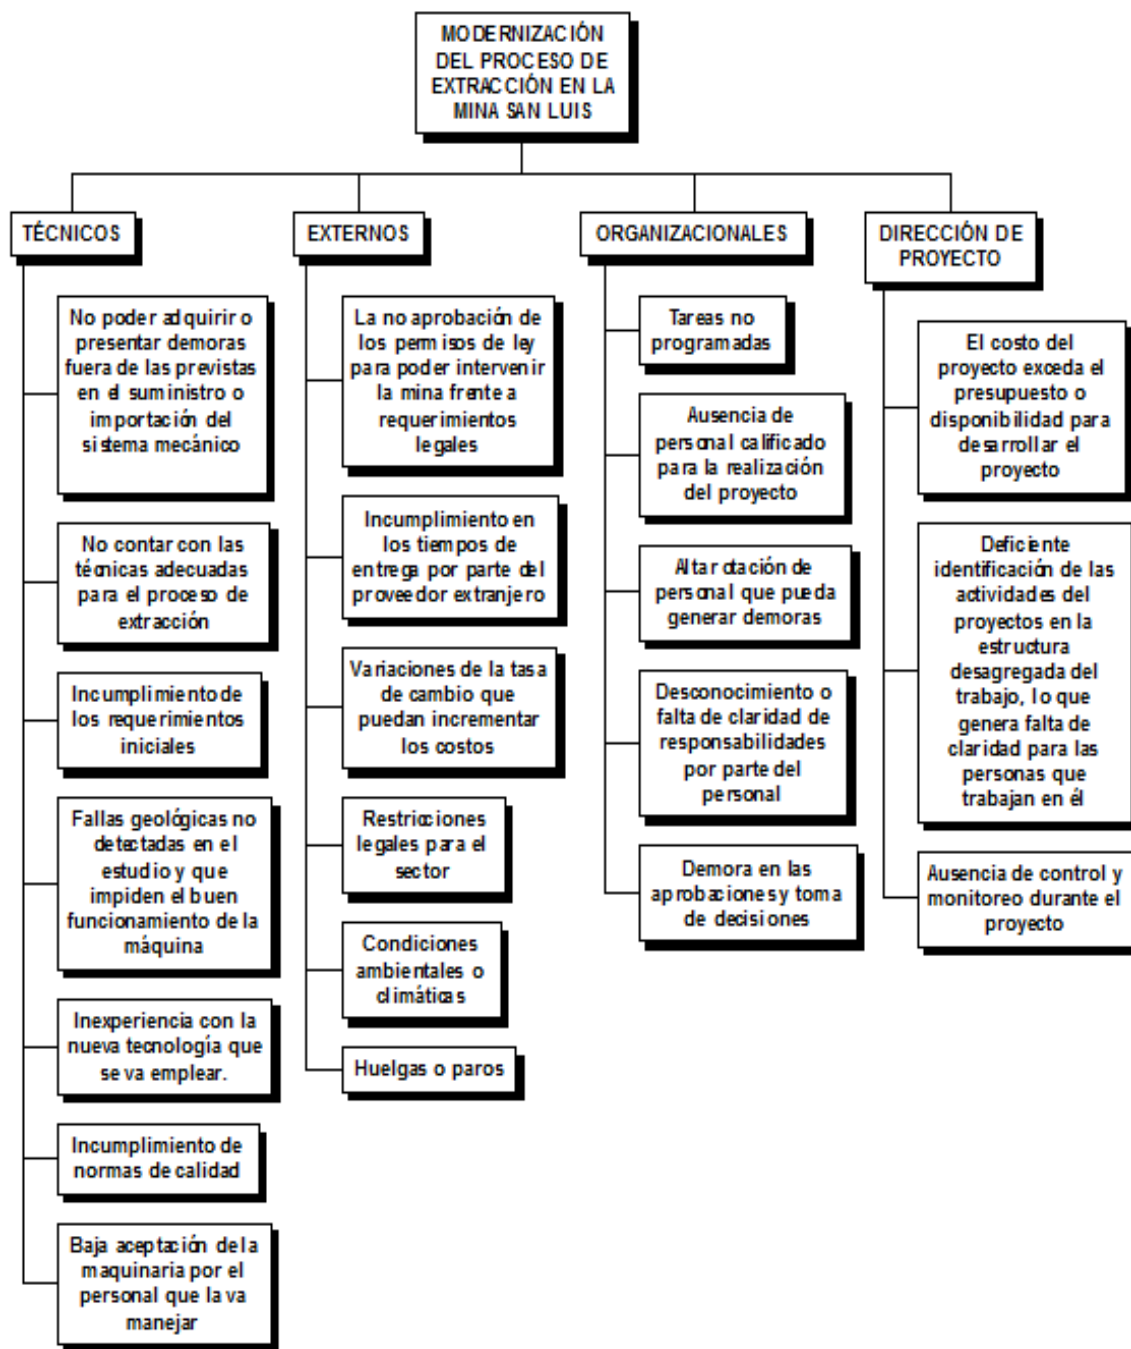 MODERNIZACIÓN
DEL PROCESO DE
EXTRACCIÓN EN LA
MINA SAN LUIS
TÉCNICOS
No poder adquirir o
presentar demoras
fuera de las previstas
en el suministro o
importación del
sistema mecánico
No contar con las
técnicas adecuadas
para el proceso de
extracción
Incumplimiento de
los requerimientos
iniciales
Fallas geológicas no
detectadas en el
estudio y que
impiden el buen
funcionamiento de la
máquina
Inexperiencia con la
nueva tecnología que
se va emplear.
Incumplimiento de
normas de calidad
Baja aceptación de la
maquinaria por el
personal que la va
manejar
EXTERNOS
La no aprobación de
los permisos de ley
para poder intervenir
la mina frente a
requerimientos
legales
Incumplimiento en
los tiempos de
entrega por parte del
proveedor extranjero
Variaciones de la tasa
de cambio que
puedan incrementar
los costos
Restricciones
legales para el
sector
Condiciones
ambientales o
climáticas
Huelgas o paros
ORGANIZACIONALES
Tareas no
programadas
Ausencia de
personal calificado
para la realización
del proyecto
Alta rotación de
personal que pueda
generar demoras
Desconocimiento o
falta de claridad de
responsabilidades
por parte del
personal
Demora en las
aprobaciones y toma
de decisiones
DIRECCIÓN DE
PROYECTO
El costo del
proyecto exceda el
presupuesto o
disponibilidad para
desarrollar el
proyecto
Deficiente
identificación de las
actividades del
proyectos en la
estructura
desagregada del
trabajo, lo que
genera falta de
claridad para las
personas que
trabajan en él
Ausencia de control y
monitoreo durante el
proyecto